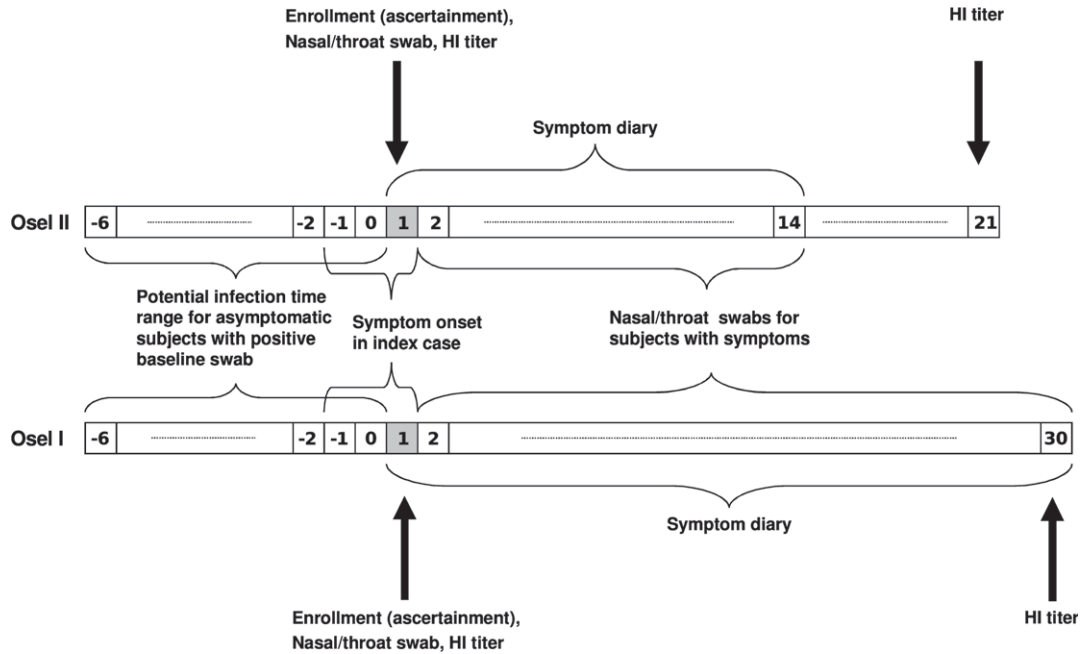 Enrollment (ascertainment),
Nasal/throat swab, HI titer
HI titer
Symptom diary
Osel II
-6 -2 -1 0 1 2 14 21
Potential infection time
range for asymptomatic
subjects with positive
baseline swab
Symptom onset
in index case
Nasal/throat swabs for
subjects with symptoms
Osel I
-6 -2 -1 0 1 2 30
Symptom diary
Enrollment (ascertainment),
Nasal/throat swab, HI titer
HI titer